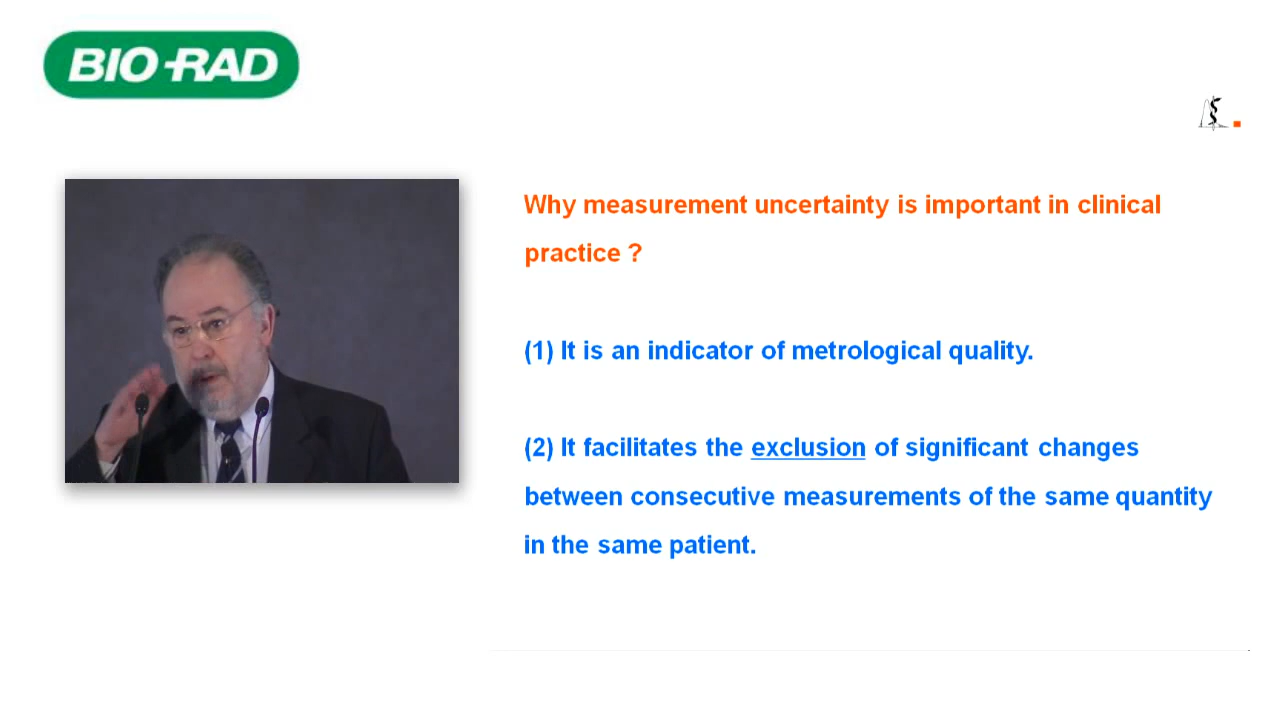 BIO-RAD
Why measurement uncertainty is important in clinical
practice ?
(1) It is an indicator of metrological quality.
(2) It facilitates the exclusion of significant changes
between consecutive measurements of the same quantity
in the same patient.